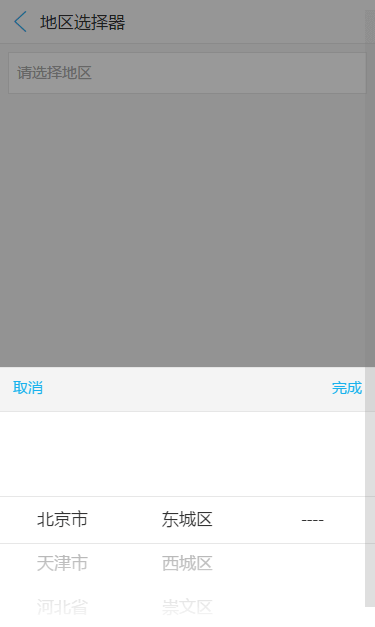 地区选择器
请选择地区
取消 完成
北京市 东城区 ----
天津市 西城区
河北省 崇文区